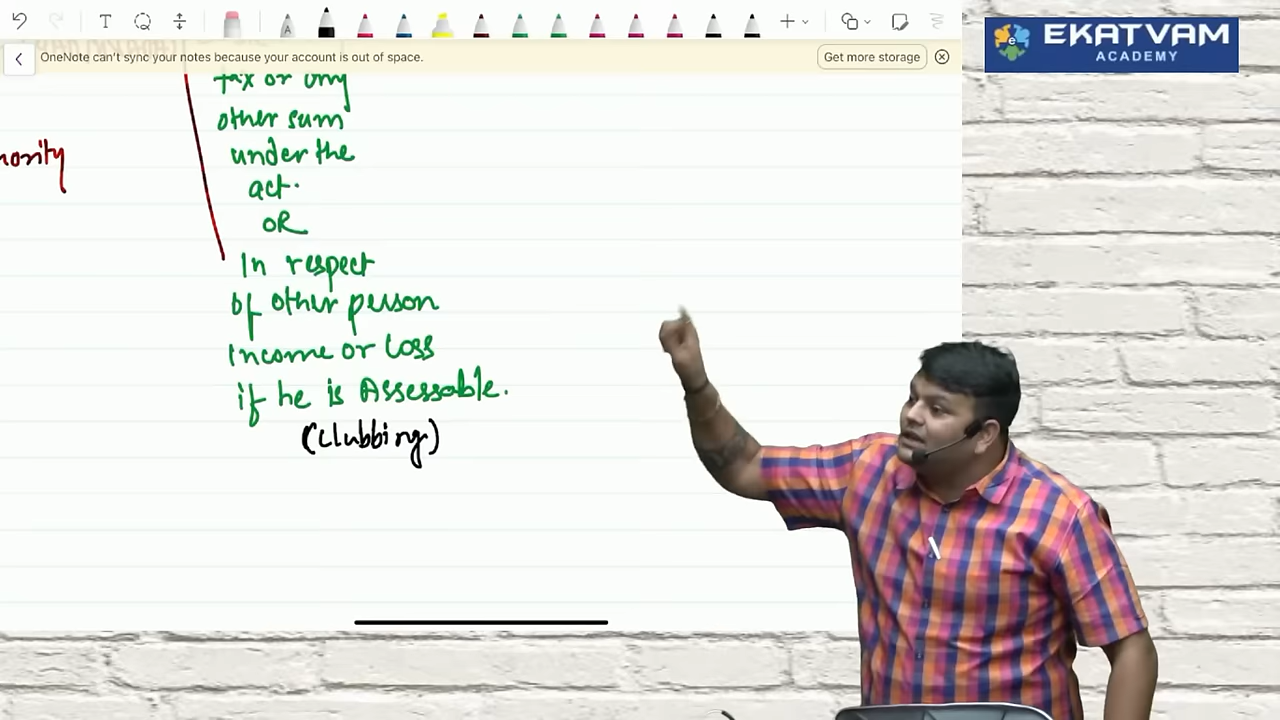 OneNote can't sync your notes because your account is out of space.
Get more storage
EKATVAM
ACADEMY
tax or any
other sum
under the
act.
OR
In respect
of other person
Income or Loss
if he is Assessable.
(Clubbing)